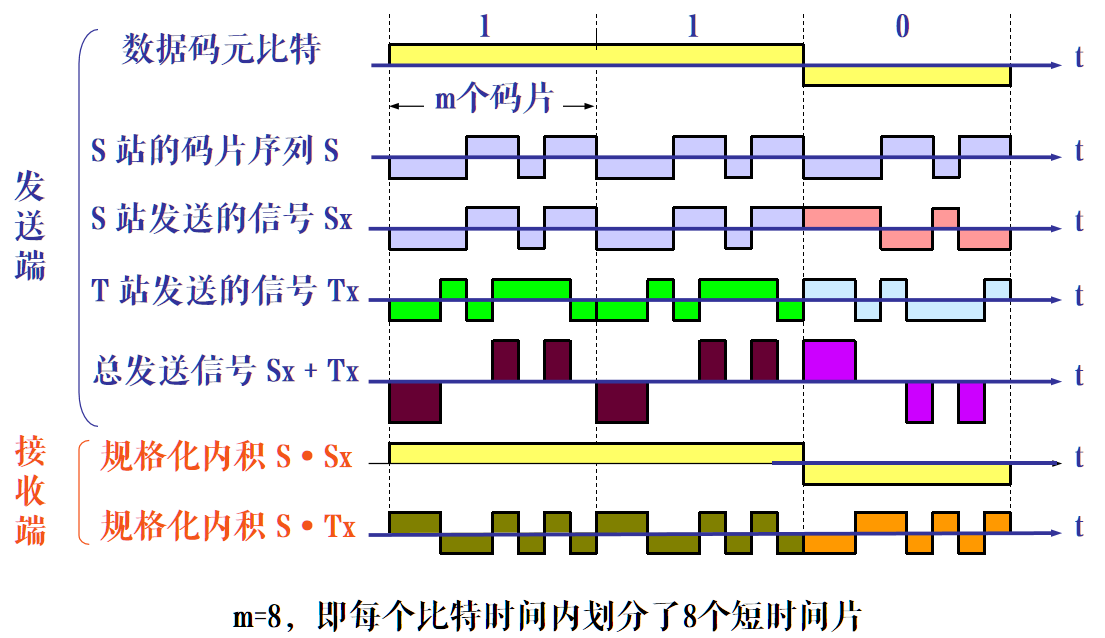 1 1 0
数据码元比特 t
m个码片
S 站的码片序列 S t
S 站发送的信号 Sx t
T 站发送的信号 Tx t
总发送信号 Sx + Tx t
规格化内积 S • Sx t
规格化内积 S • Tx t
发送端
接收端
m=8，即每个比特时间内划分了8个短时间片